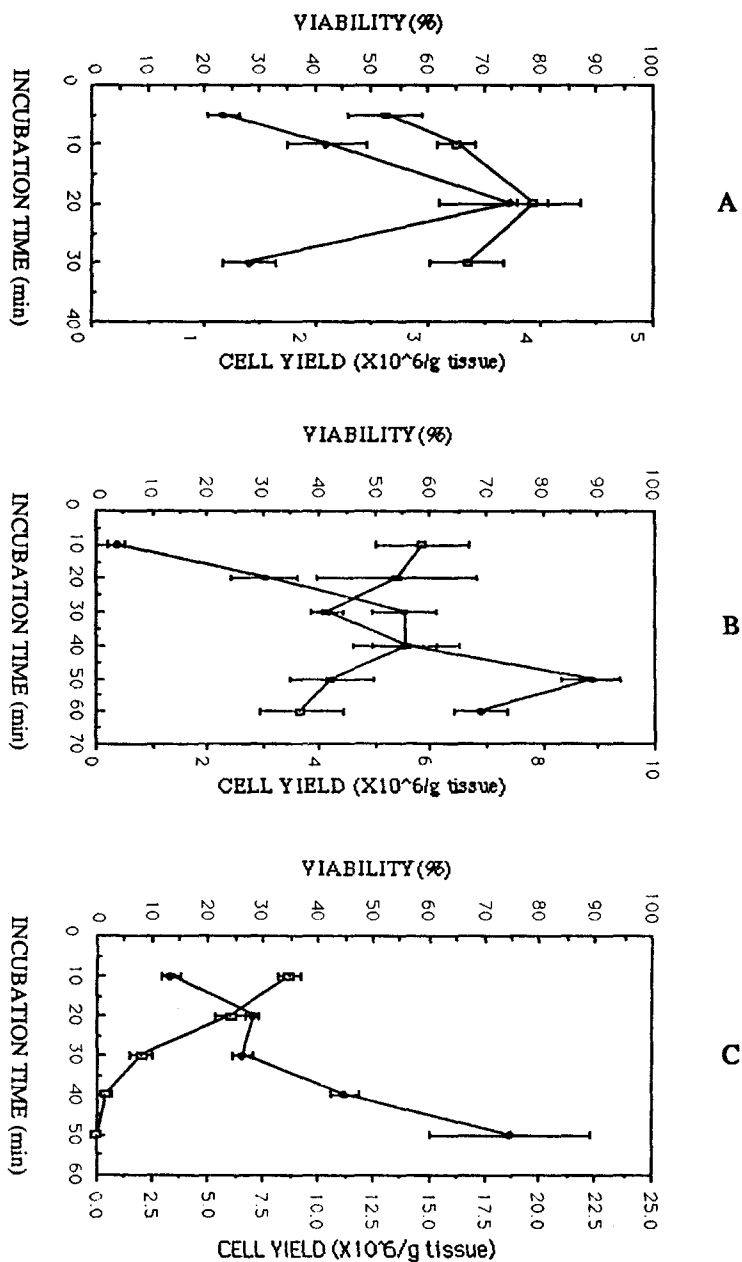 VIABILITY(%)
0 10 20 30 40 50 60 70 80 90 100
INCUBATION TIME (min)
0
10
20
30
40
0 1 2 3 4 5
CELL YIELD (X10^6/g tissue)
A
VIABILITY(%)
0 10 20 30 40 50 60 70 80 90 100
INCUBATION TIME (min)
0
10
20
30
40
50
60
70
0 2 4 6 8 10
CELL YIELD (X10^6/g tissue)
B
VIABILITY(%)
0 10 20 30 40 50 60 70 80 90 100
INCUBATION TIME (min)
0
10
20
30
40
50
60
0.0 2.5 5.0 7.5 10.0 12.5 15.0 17.5 20.0 22.5 25.0
CELL YIELD (X10^6/g tissue)
C